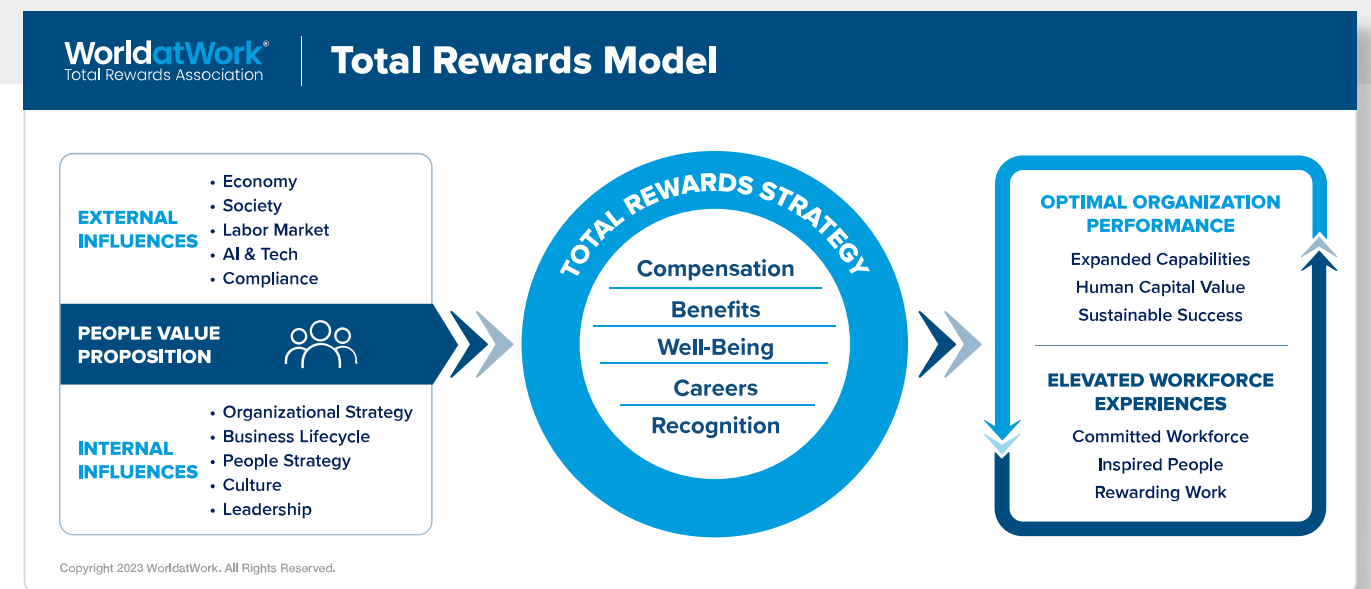 WorldatWork®
Total Rewards Association
Total Rewards Model
EXTERNAL
INFLUENCES
• Economy
• Society
• Labor Market
• AI & Tech
• Compliance
PEOPLE VALUE
PROPOSITION
INTERNAL
INFLUENCES
• Organizational Strategy
• Business Lifecycle
• People Strategy
• Culture
• Leadership
TOTAL REWARDS STRATEGY
Compensation
Benefits
Well-Being
Careers
Recognition
OPTIMAL ORGANIZATION
PERFORMANCE
Expanded Capabilities
Human Capital Value
Sustainable Success
ELEVATED WORKFORCE
EXPERIENCES
Committed Workforce
Inspired People
Rewarding Work
Copyright 2023 WorldatWork. All Rights Reserved.